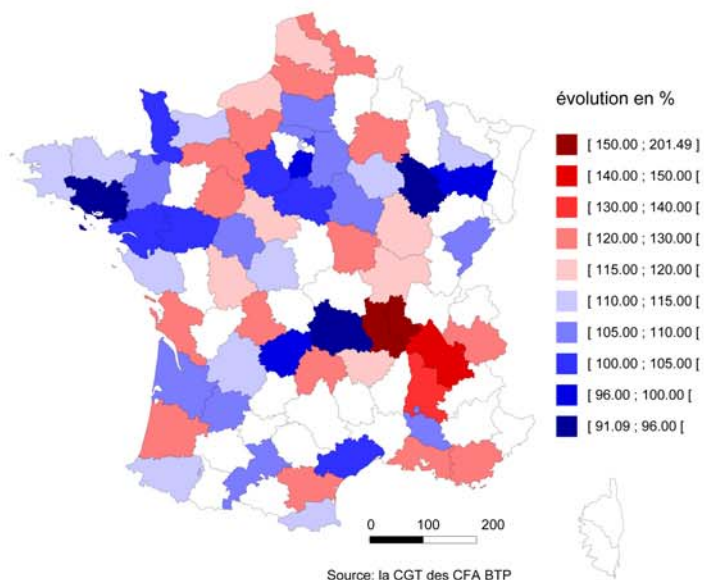 évolution en %
[ 150.00 ; 201.49 [
[ 140.00 ; 150.00 [
[ 130.00 ; 140.00 [
[ 120.00 ; 130.00 [
[ 115.00 ; 120.00 [
[ 110.00 ; 115.00 [
[ 105.00 ; 110.00 [
[ 100.00 ; 105.00 [
[ 96.00 ; 100.00 [
[ 91.09 ; 96.00 [
0 100 200
Source: la CGT des CFA BTP